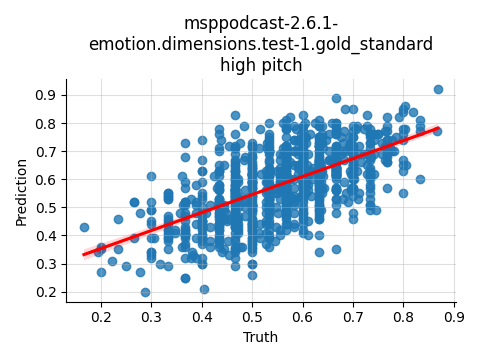 msppodcast-2.6.1-
emotion.dimensions.test-1.gold_standard
high pitch
0.9
0.8
0.7
0.6
0.5
0.4
0.3
0.2
Prediction
0.2 0.3 0.4 0.5 0.6 0.7 0.8 0.9
Truth